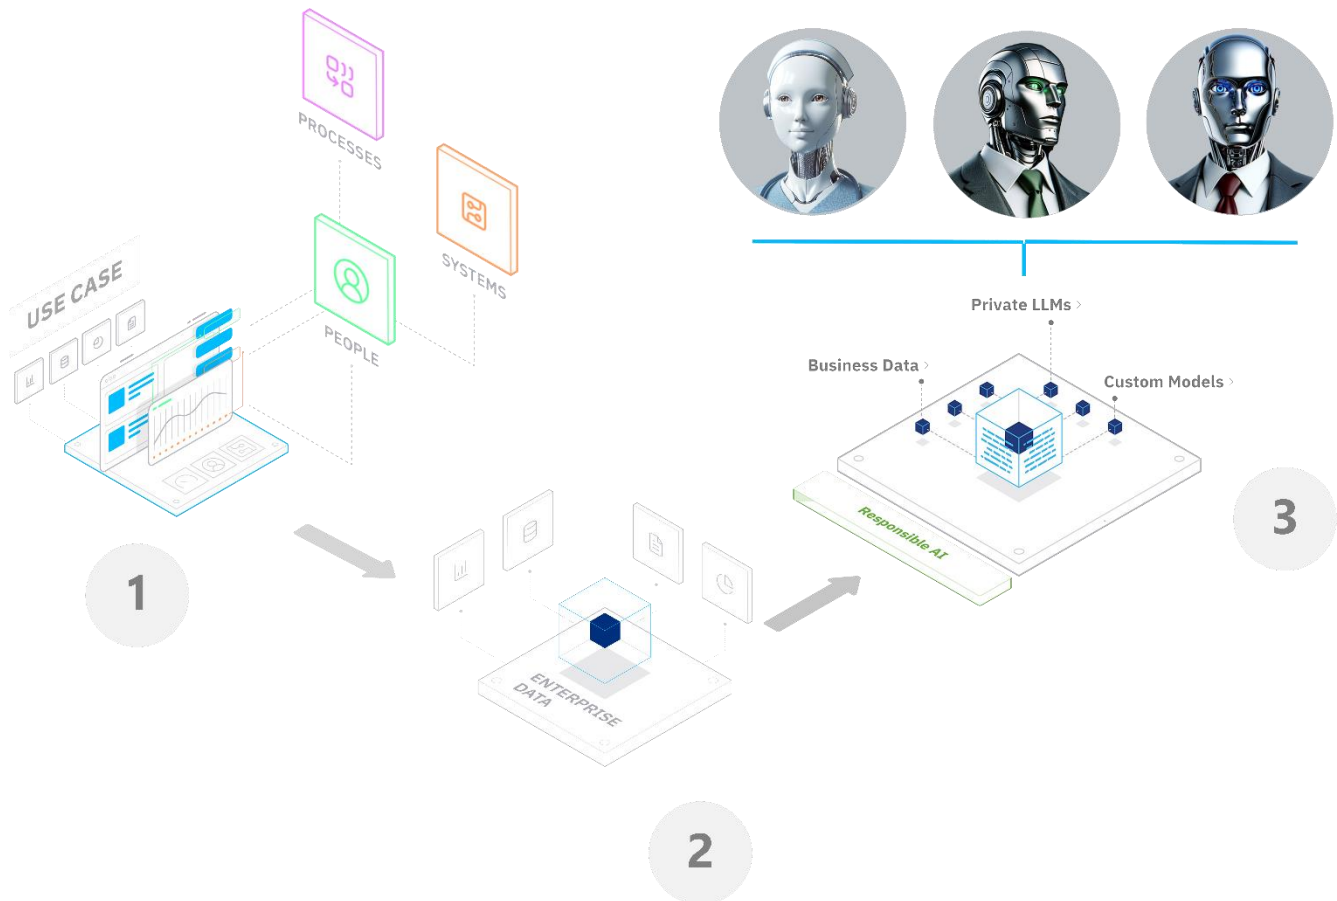 PROCESSES
SYSTEMS
PEOPLE
USE CASE
1
ENTERPRISE
DATA
2
Private LLMs >
Business Data >
Custom Models >
Responsible AI
3